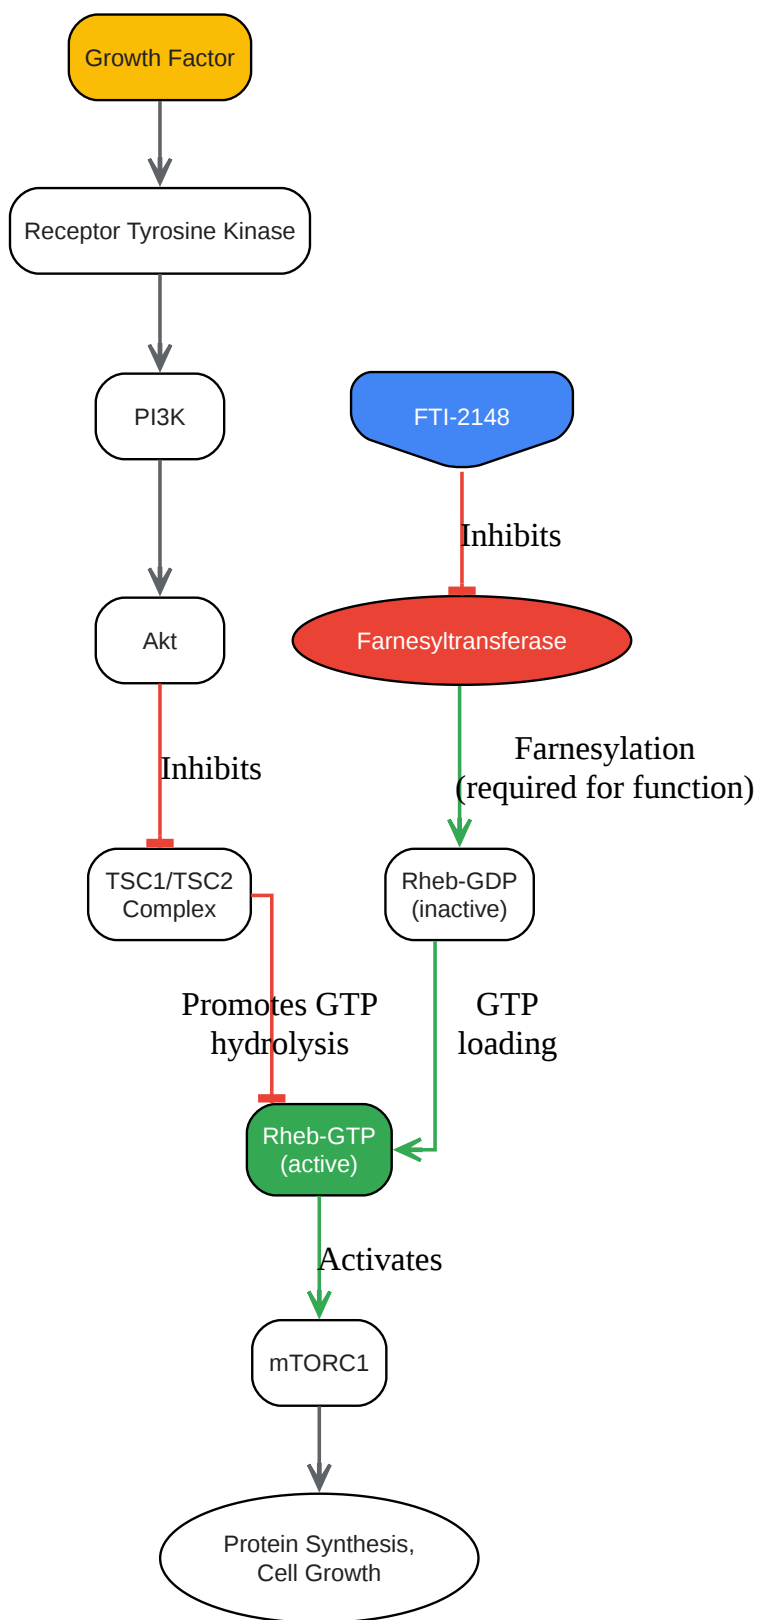 Growth Factor
Receptor Tyrosine Kinase
PI3K
FTI-2148
Inhibits
Akt
Farnesyltransferase
Inhibits
Farnesylation
(required for function)
TSC1/TSC2
Complex
Rheb-GDP
(inactive)
Promotes GTP
hydrolysis
GTP
loading
Rheb-GTP
(active)
Activates
mTORC1
Protein Synthesis,
Cell Growth